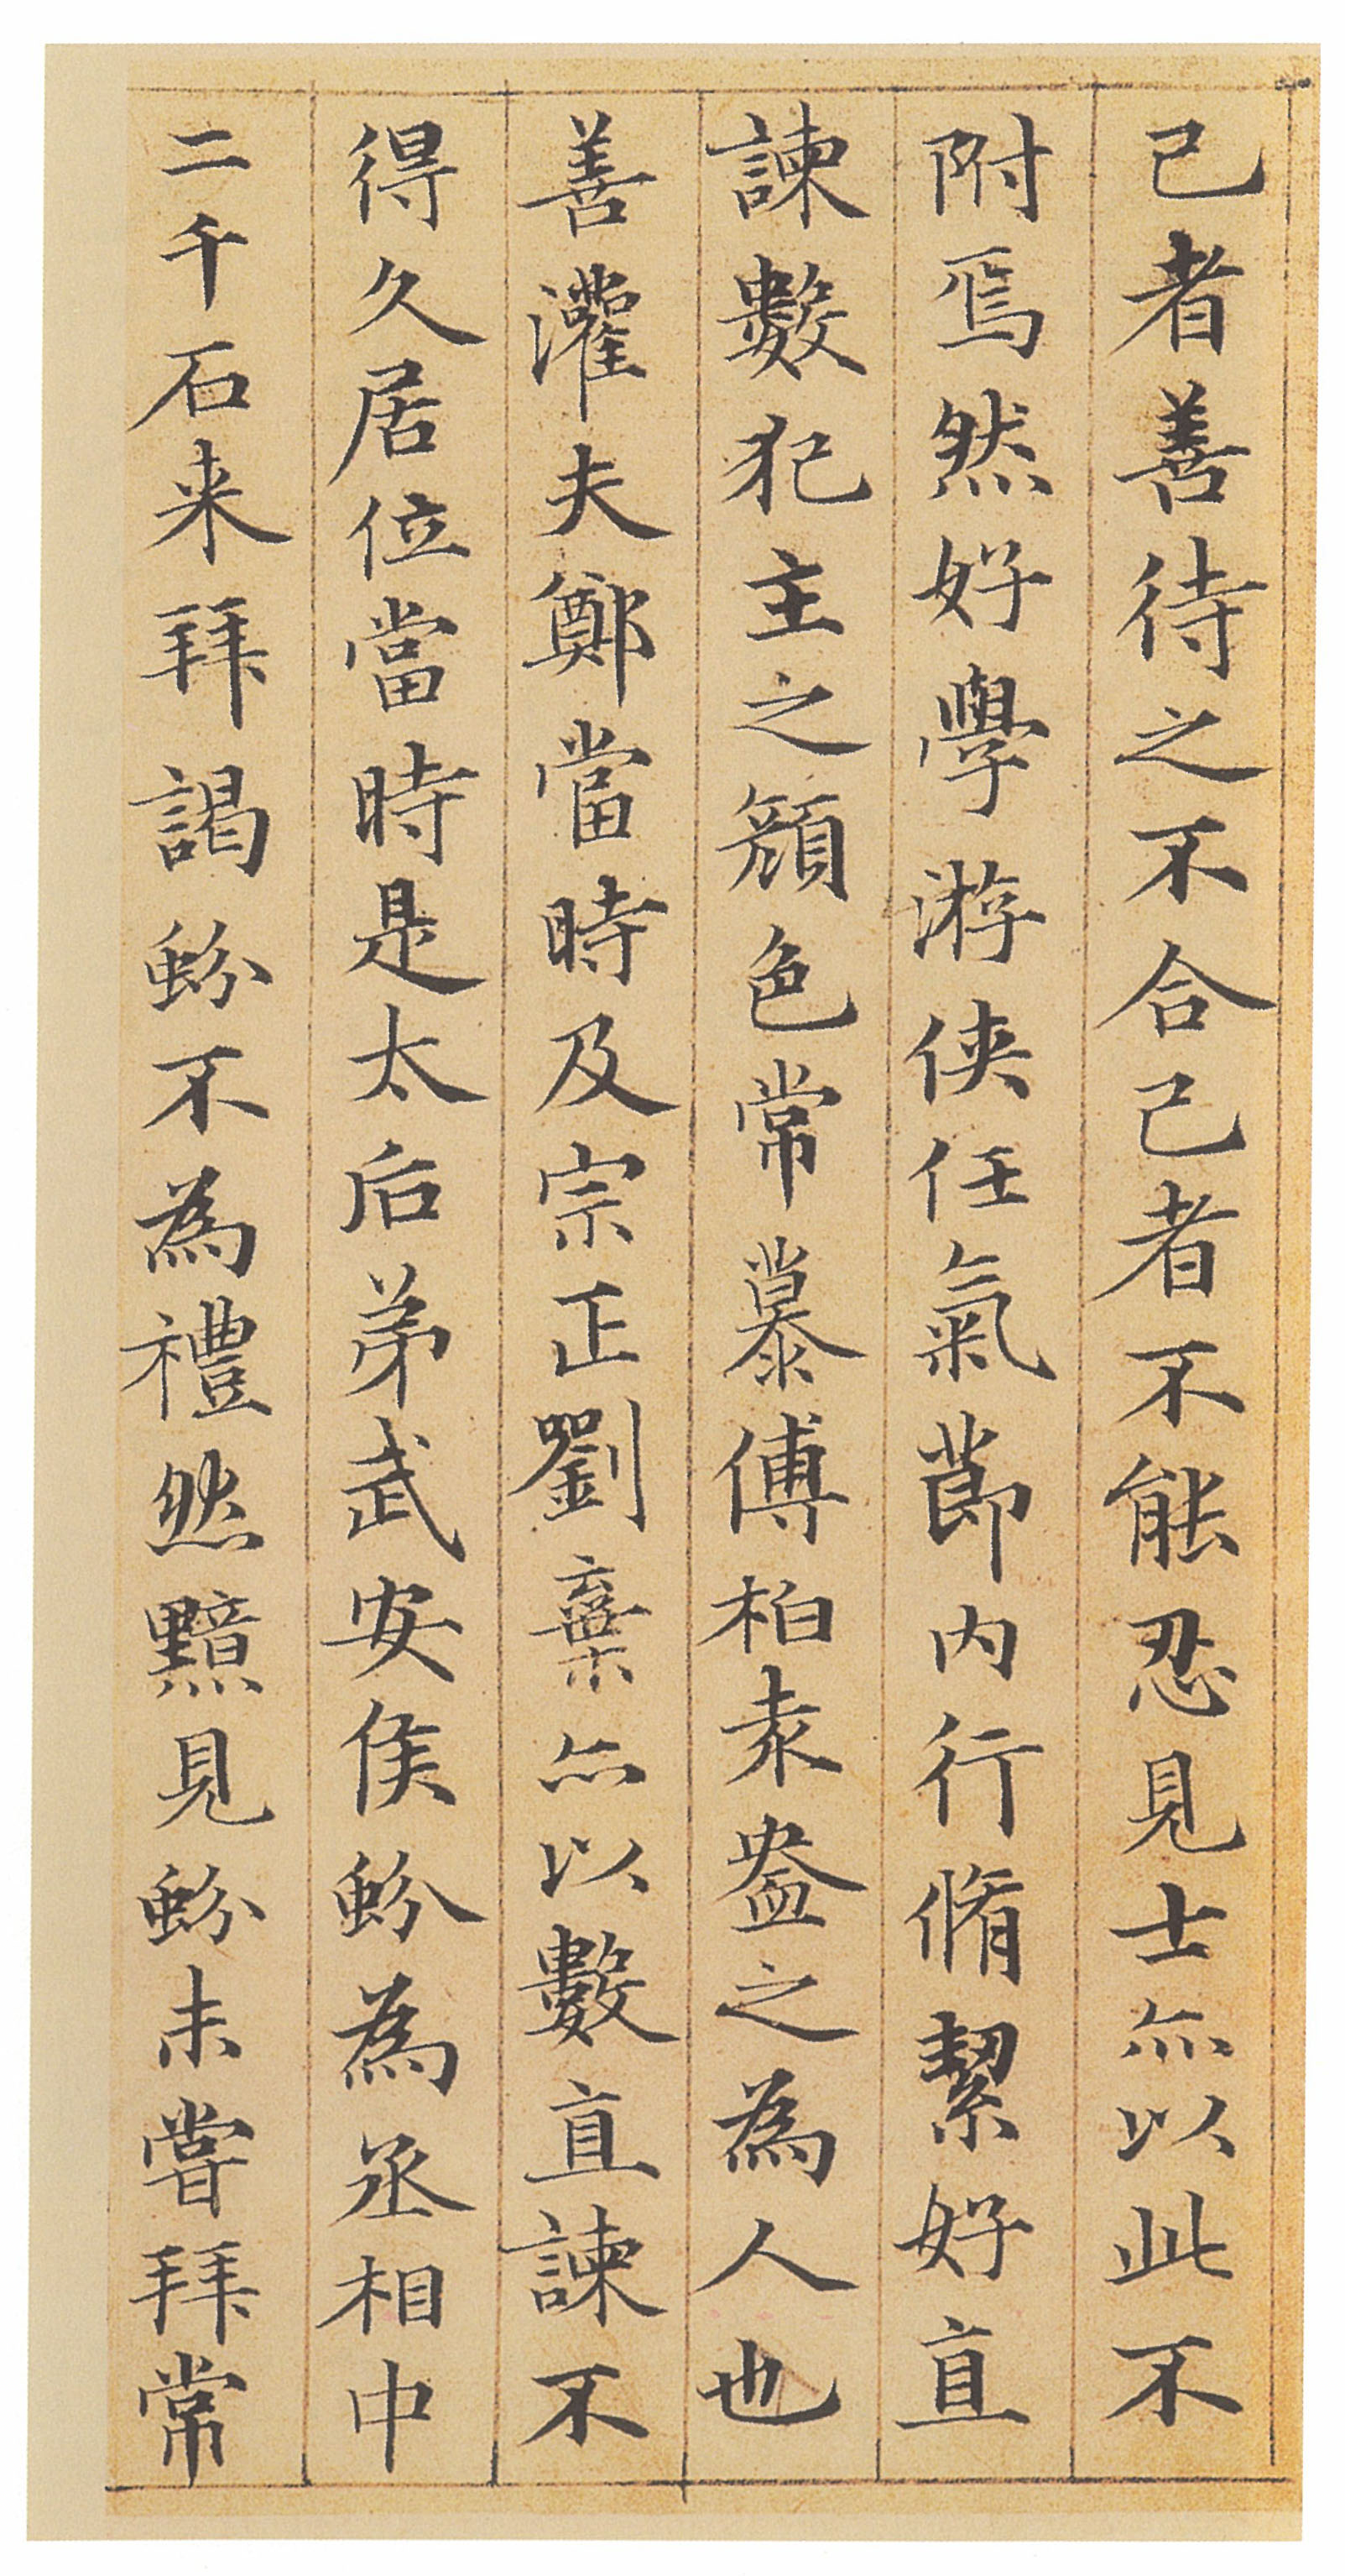 己者善待之不合己者不能忍見士亦以此不
附焉然好學游俠任氣節內行脩絜好直
諫數犯主之顏色常慕傅柏袁盎之為人也
善灌夫鄭當時及宗正劉棄亦以數直諫不
得久居位當時是太后弟武安侯蚡為丞相中
二千石来拜謁蚡不為禮然黯見蚡未嘗拜常